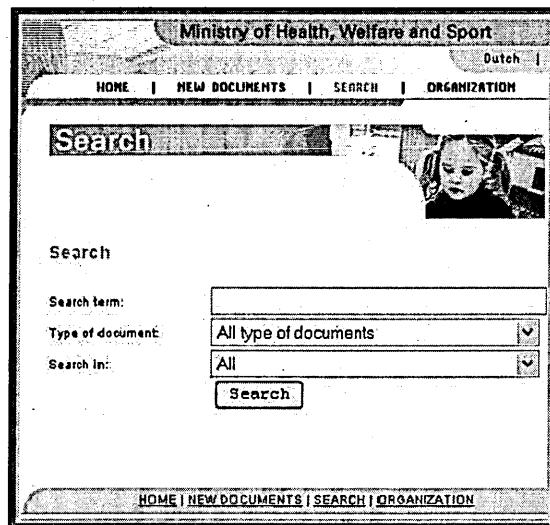 Ministry of Health, Welfare and Sport
Dutch |
HOME | NEW DOCUMENTS | SEARCH | ORGANIZATION
Search
Search
Search term:
Type of document: All type of documents
Search in: All
Search
HOME | NEW DOCUMENTS | SEARCH | ORGANIZATION